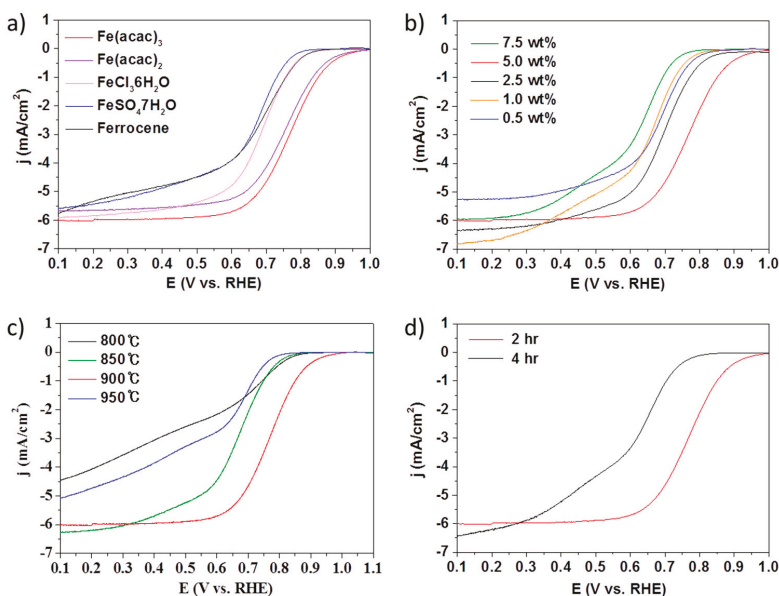 a)
Fe(acac)3
Fe(acac)2
FeCl36H2O
FeSO47H2O
Ferrocene
1
0
-1
-2
-3
-4
-5
-6
-7
j (mA/cm2)
0.1 0.2 0.3 0.4 0.5 0.6 0.7 0.8 0.9 1.0
E (V vs. RHE)
b)
7.5 wt%
5.0 wt%
2.5 wt%
1.0 wt%
0.5 wt%
1
0
-1
-2
-3
-4
-5
-6
-7
j (mA/cm2)
0.1 0.2 0.3 0.4 0.5 0.6 0.7 0.8 0.9 1.0
E (V vs. RHE)
c)
800℃
850℃
900℃
950℃
1
0
-1
-2
-3
-4
-5
-6
-7
j (mA/cm2)
0.1 0.2 0.3 0.4 0.5 0.6 0.7 0.8 0.9 1.0 1.1
E (V vs. RHE)
d)
2 hr
4 hr
1
0
-1
-2
-3
-4
-5
-6
-7
j (mA/cm2)
0.1 0.2 0.3 0.4 0.5 0.6 0.7 0.8 0.9 1.0
E (V vs. RHE)